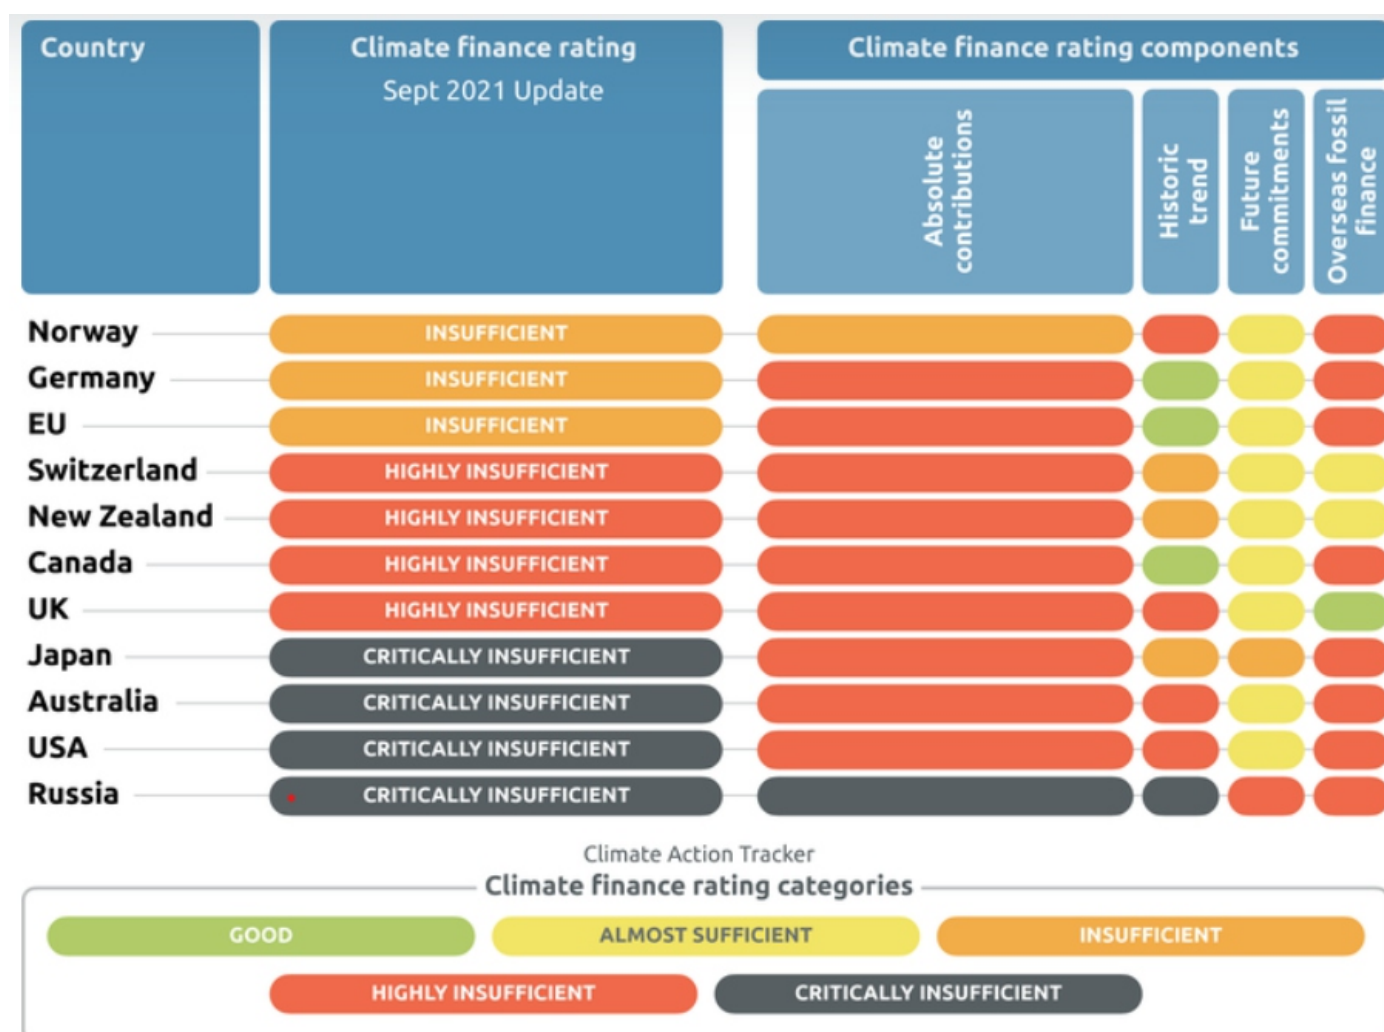 Country
Climate finance rating
Sept 2021 Update
Climate finance rating components
Absolute
contributions
Historic
trend
Future
commitments
Overseas fossil
finance
Norway INSUFFICIENT
Germany INSUFFICIENT
EU INSUFFICIENT
Switzerland HIGHLY INSUFFICIENT
New Zealand HIGHLY INSUFFICIENT
Canada HIGHLY INSUFFICIENT
UK HIGHLY INSUFFICIENT
Japan CRITICALLY INSUFFICIENT
Australia CRITICALLY INSUFFICIENT
USA CRITICALLY INSUFFICIENT
Russia CRITICALLY INSUFFICIENT
Climate Action Tracker
Climate finance rating categories
GOOD ALMOST SUFFICIENT INSUFFICIENT
HIGHLY INSUFFICIENT CRITICALLY INSUFFICIENT